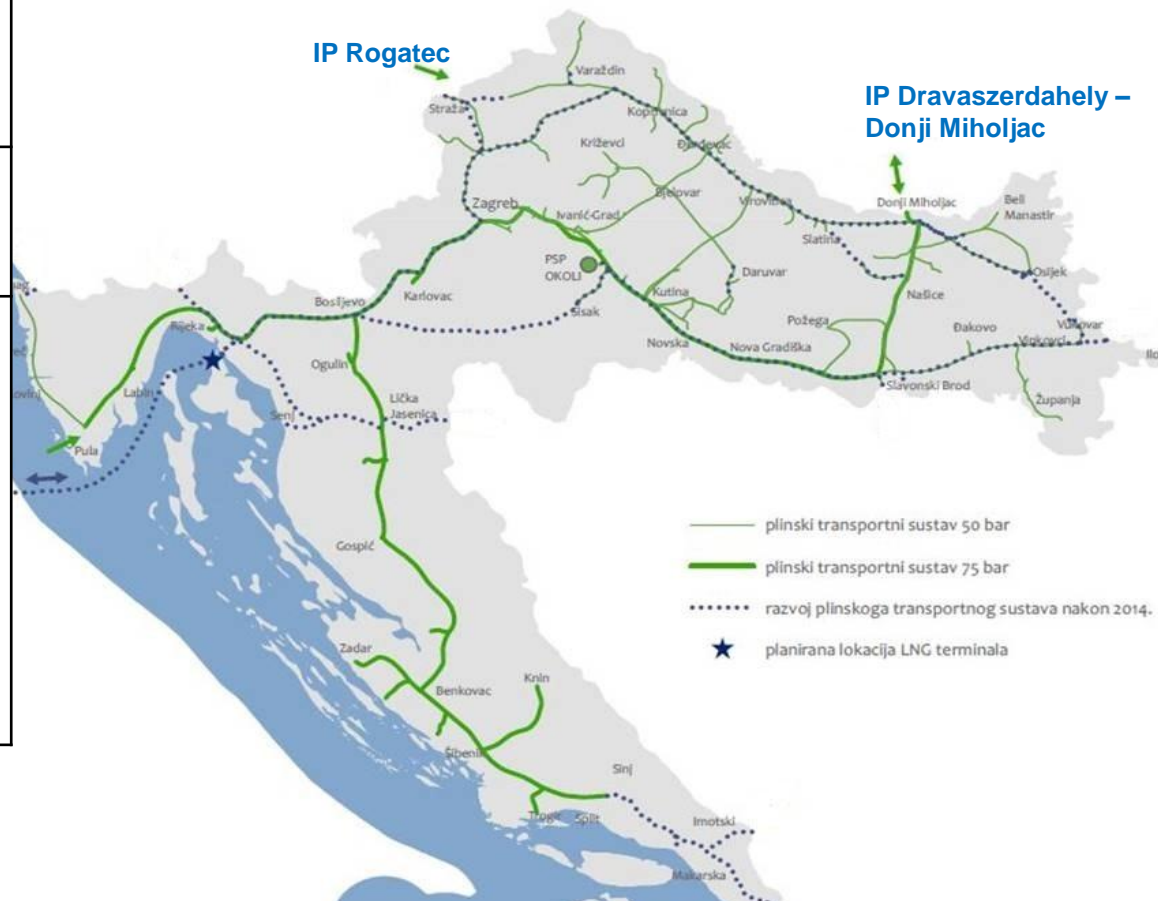 IP Rogatec
IP Dravaszerdahely –
Donji Miholjac
Varaždin
Straža
Koprivnica
Križevci
Đurđevac
Bjelovar
Virovitica
Zagreb
Ivanić-Grad
Donji Miholjac
Beli
Manastir
Slatina
PSP
OKOLI
Daruvar
Osijek
Karlovac
Kutina
Našice
Bosiljevo
Sisak
Požega
Đakovo
Vukovar
Rijeka
Novska
Nova Gradiška
Vinkovci
Ogulin
Slavonski Brod
Labin
Lička
Jasenica
Županja
Senj
Pula
plinski transportni sustav 50 bar
plinski transportni sustav 75 bar
Gospić
razvoj plinskoga transportnog sustava nakon 2014.
Zadar
planirana lokacija LNG terminala
Knin
Benkovac
Šibenik
Sinj
Trogir
Split
Imotski
Makarska